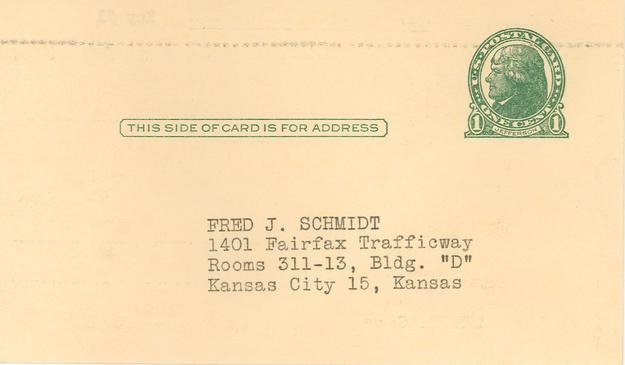 U.S. POSTAL CARD
ONE CENT
1 JEFFERSON 1
THIS SIDE OF CARD IS FOR ADDRESS
FRED J. SCHMIDT
1401 Fairfax Trafficway
Rooms 311-13, Bldg. "D"
Kansas City 15, Kansas